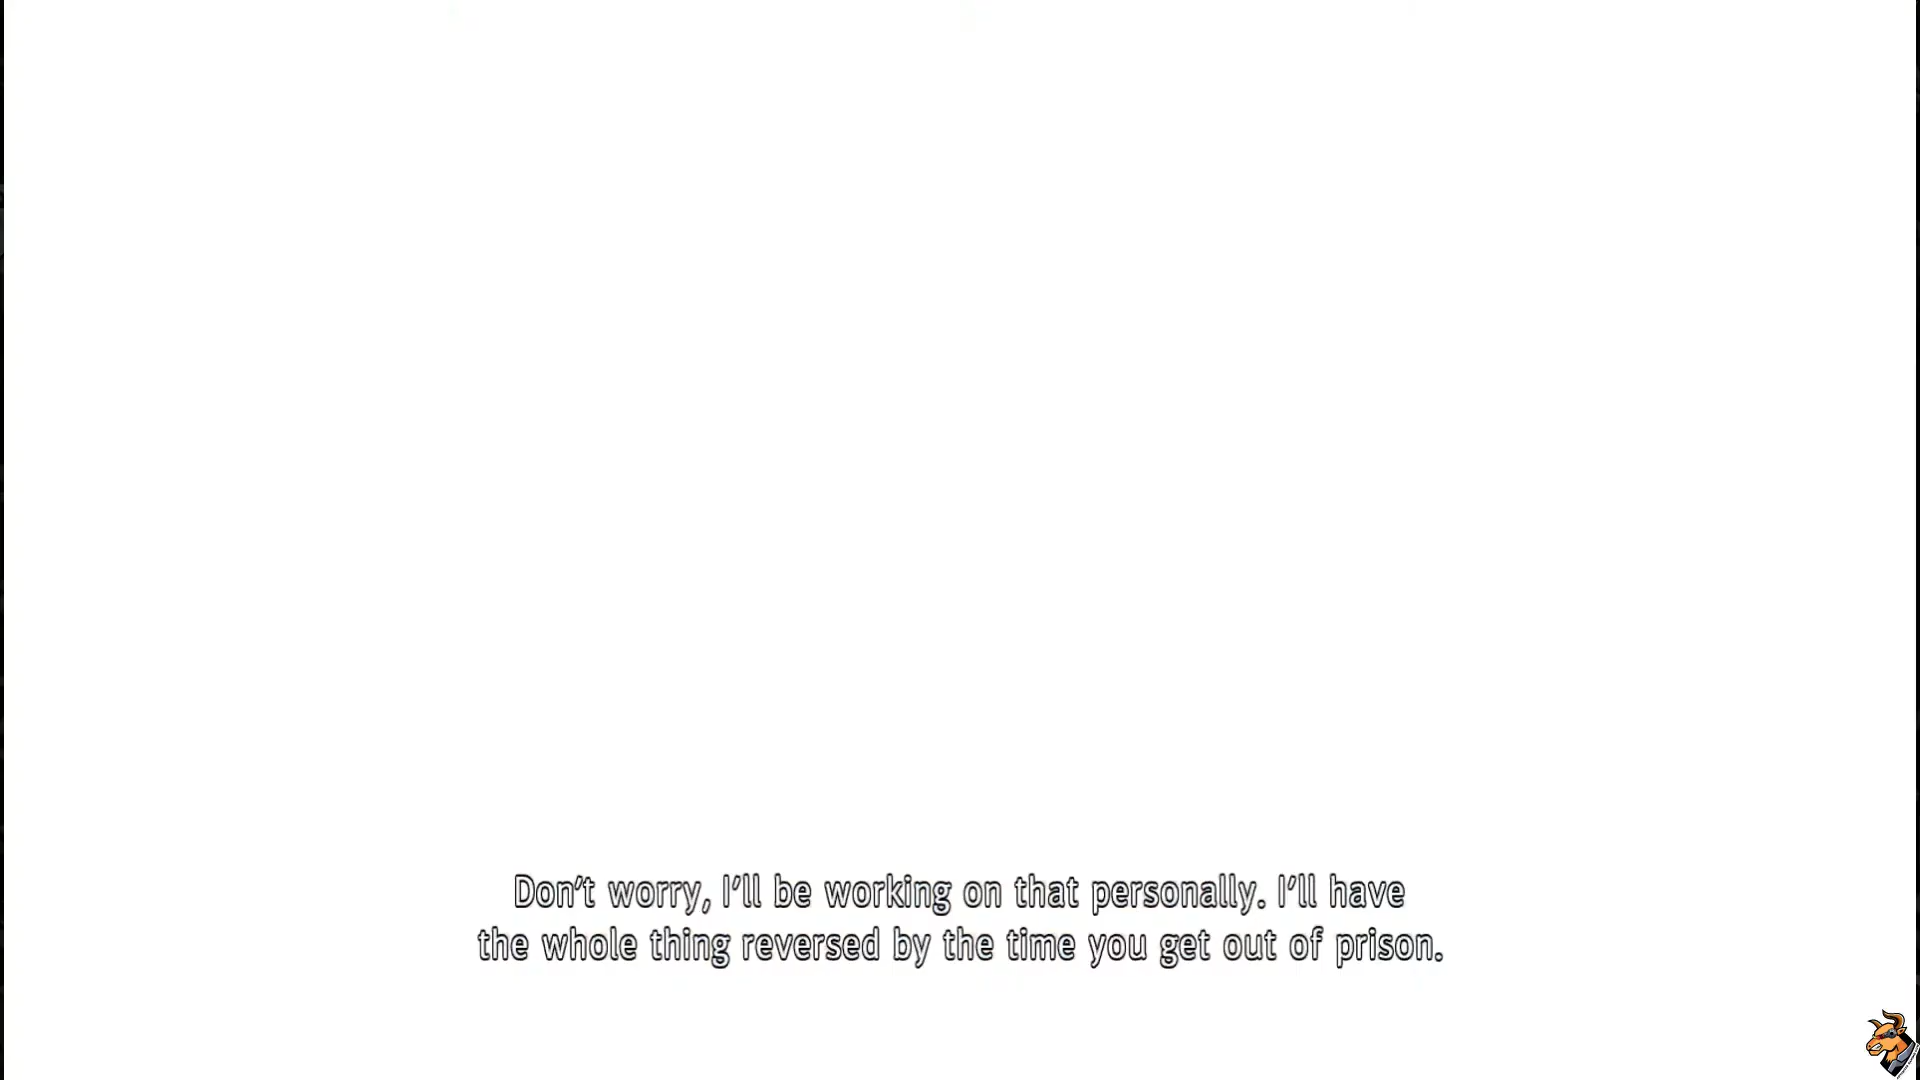 Don't worry, I'll be working on that personally. I'll have
the whole thing reversed by the time you get out of prison.